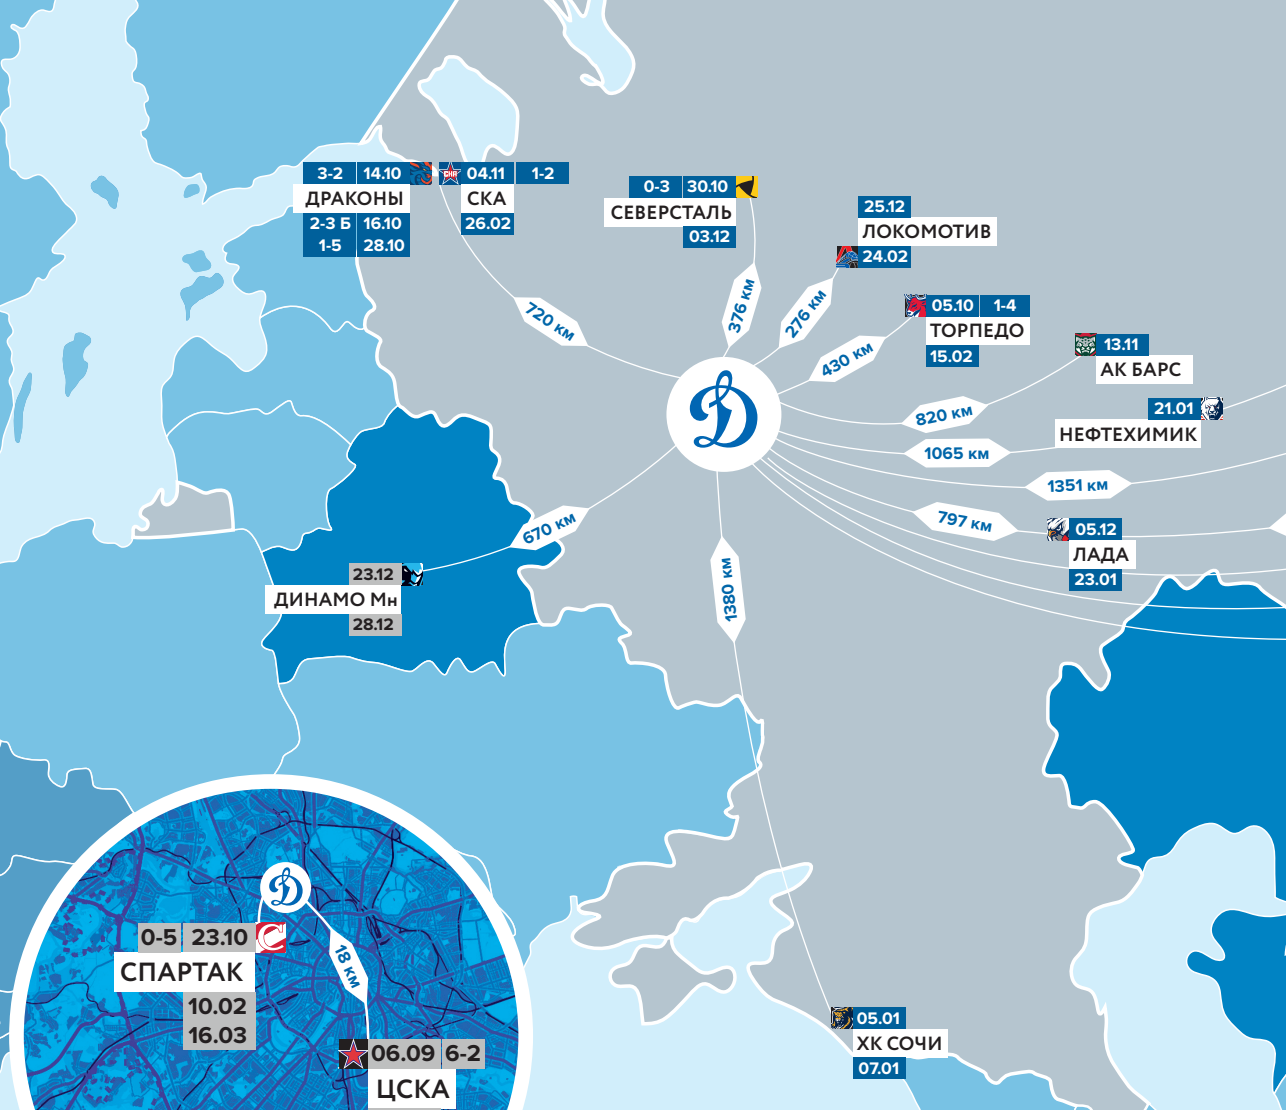 3-2 14.10
ДРАКОНЫ
2-3 Б 16.10
1-5 28.10
СКА 04.11 1-2
СКА
26.02
0-3 30.10
СЕВЕРСТАЛЬ
03.12
25.12
ЛОКОМОТИВ
24.02
05.10 1-4
ТОРПЕДО
15.02
13.11
АК БАРС
21.01
НЕФТЕХИМИК
720 км
376 км
276 км
430 км
820 км
1065 км
1351 км
797 км
05.12
ЛАДА
23.01
670 км
1380 км
Д
23.12
ДИНАМО Мн
28.12
Д
0-5 23.10
С
СПАРТАК
10.02
16.03
18 км
06.09 6-2
ЦСКА
05.01
ХК СОЧИ
07.01